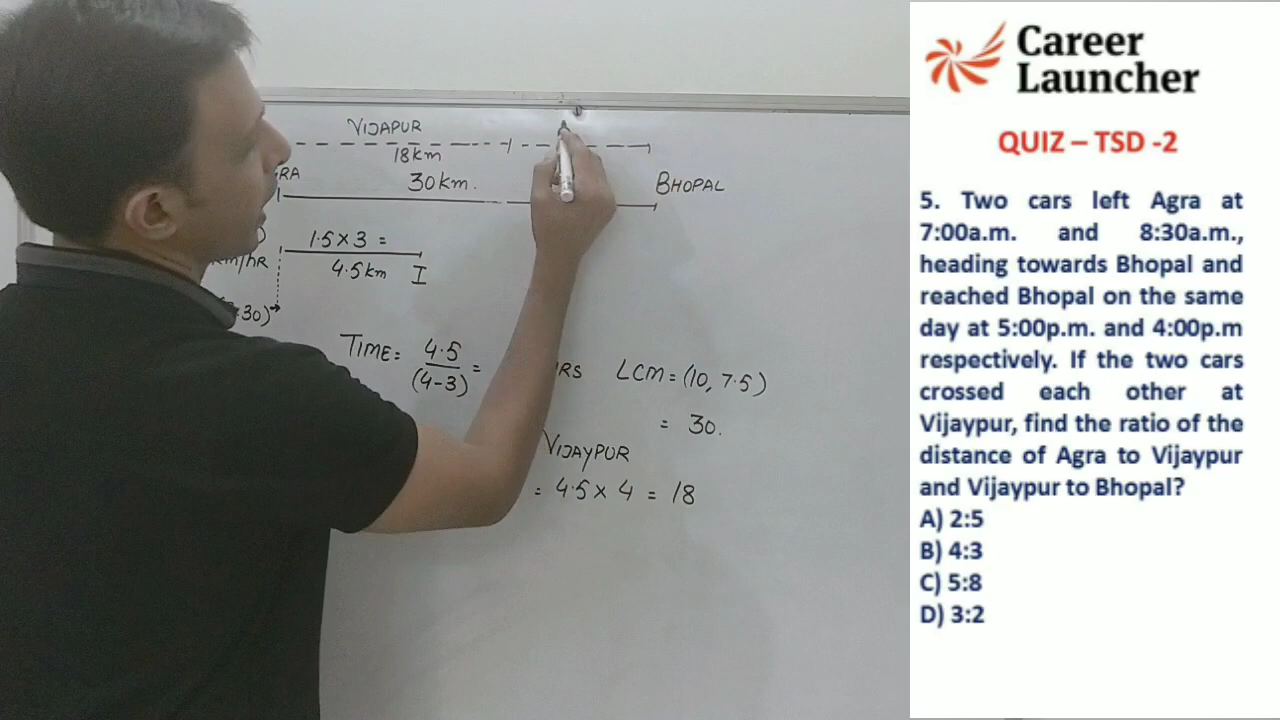 VIJAPUR
18km
GRA
30km.
BHOPAL
1.5×3 =
4.5km I
km/hR
:30)
TIME = 4.5
(4-3) =
RS LCM = (10, 7.5)
= 30.
VIJAYPUR
= 4.5 × 4 = 18
Career
Launcher
QUIZ – TSD -2
5. Two cars left Agra at
7:00a.m. and 8:30a.m.,
heading towards Bhopal and
reached Bhopal on the same
day at 5:00p.m. and 4:00p.m
respectively. If the two cars
crossed each other at
Vijaypur, find the ratio of the
distance of Agra to Vijaypur
and Vijaypur to Bhopal?
A) 2:5
B) 4:3
C) 5:8
D) 3:2